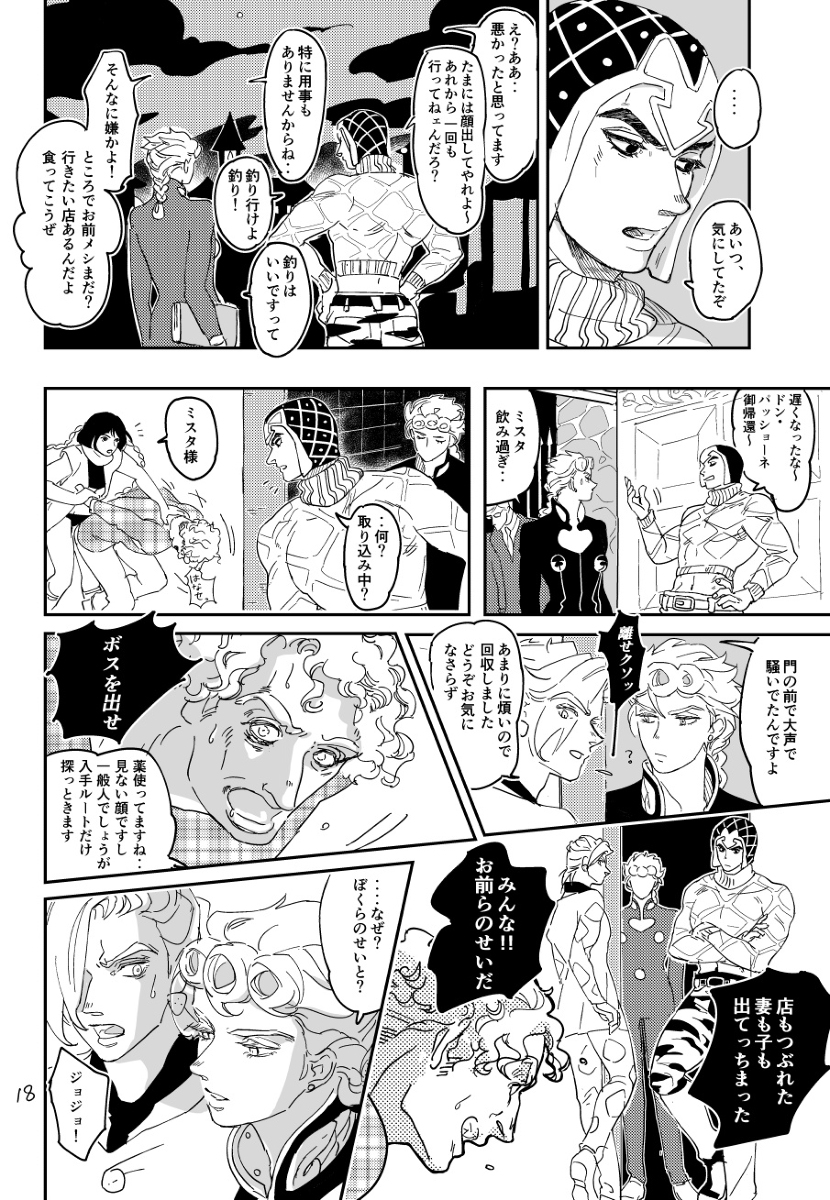 ・・・
あいつ、
気にしてたぞ
え?ああ‥
悪かったと思ってます
たまには顔出してやれよ～
あれから一回も
行ってねェんだろ?
特に用事も
ありませんからね‥
釣り行けよ
釣り!
釣りは
いいですって
そんなに嫌かよ!
ところでお前メシまだ?
行きたい店あるんだよ
食ってこうぜ
遅くなったな～
ドン・
パッショーネ
御帰還～
ミスタ
飲み過ぎ‥
‥何?
取り込み中?
ミスタ様
はなせ
門の前で大声で
騒いでたんですよ
離せクソッ
?
あまりに煩いので
回収しました
どうぞお気に
なさらず
ボスを出せ
薬使ってますね‥
見ない顔ですし
一般人でしょうが
入手ルートだけ
探っときます
店もつぶれた
妻も子も
出てっちまった
みんな!!
お前らのせいだ
‥‥なぜ?
ぼくらのせいと?
ジョジョ!
18